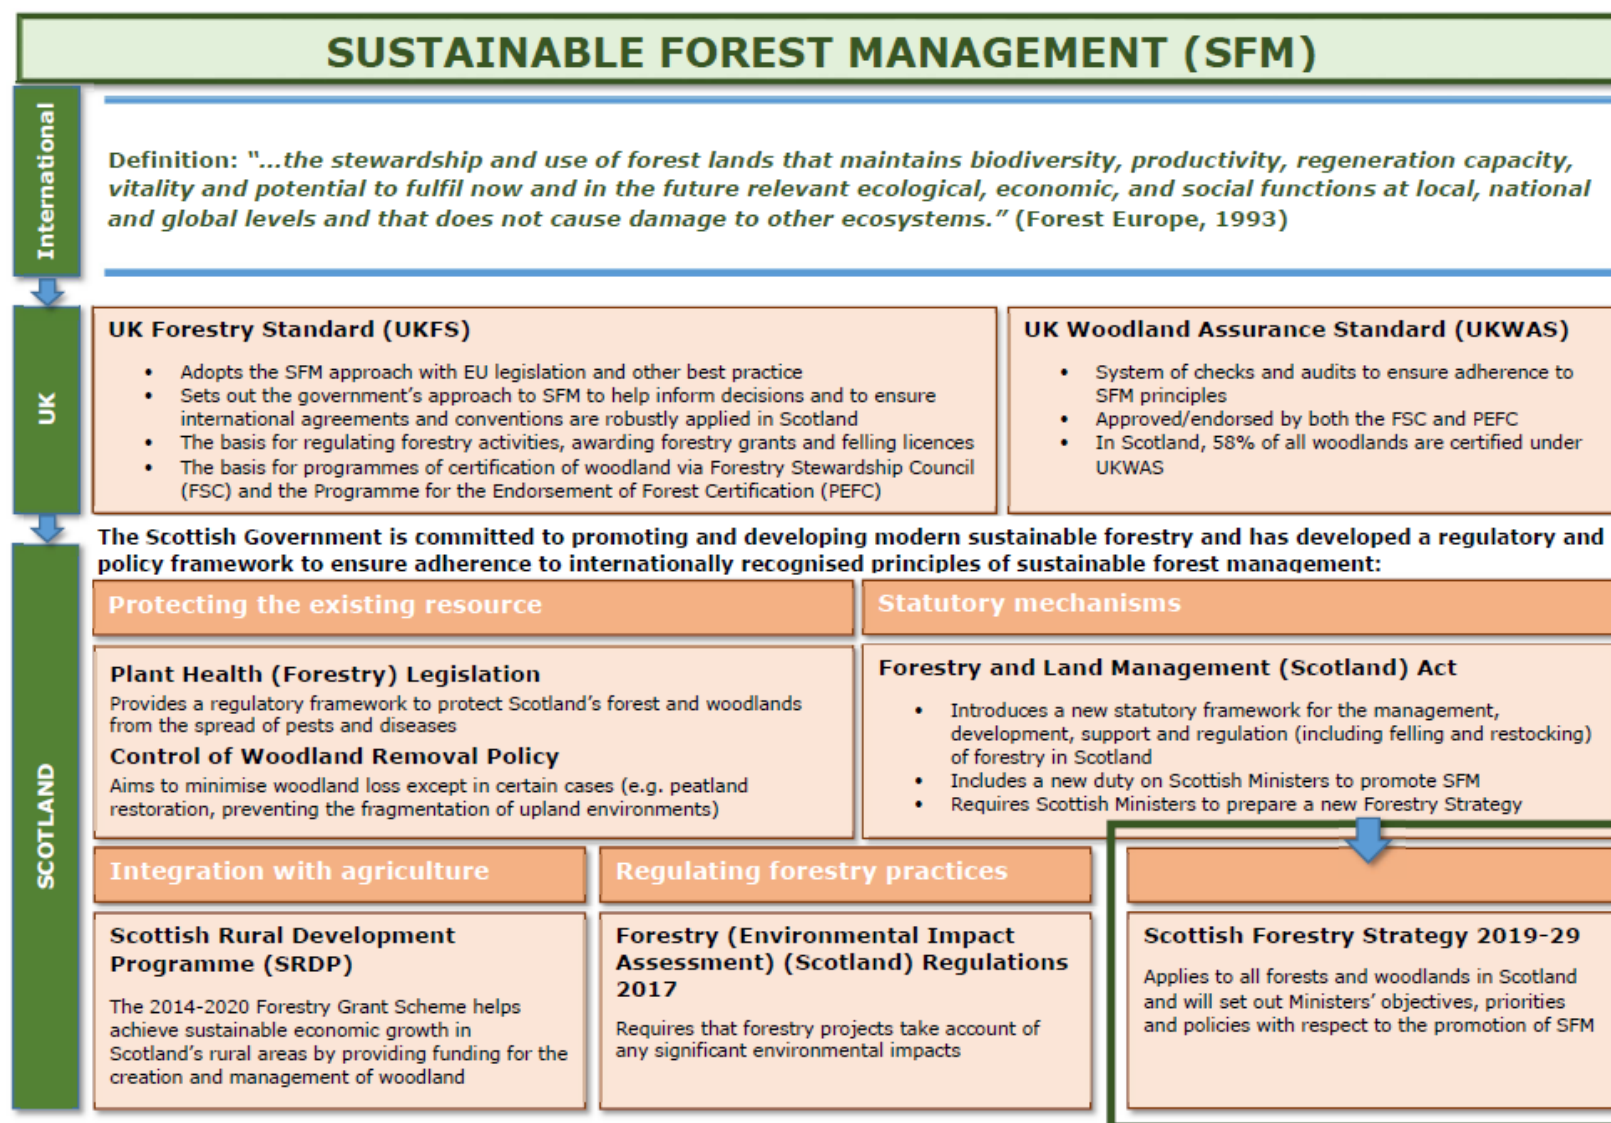 SUSTAINABLE FOREST MANAGEMENT (SFM)
International
Definition: “…the stewardship and use of forest lands that maintains biodiversity, productivity, regeneration capacity,
vitality and potential to fulfil now and in the future relevant ecological, economic, and social functions at local, national
and global levels and that does not cause damage to other ecosystems.” (Forest Europe, 1993)
UK
UK Forestry Standard (UKFS)
• Adopts the SFM approach with EU legislation and other best practice
• Sets out the government’s approach to SFM to help inform decisions and to ensure
international agreements and conventions are robustly applied in Scotland
• The basis for regulating forestry activities, awarding forestry grants and felling licences
• The basis for programmes of certification of woodland via Forestry Stewardship Council
(FSC) and the Programme for the Endorsement of Forest Certification (PEFC)
UK Woodland Assurance Standard (UKWAS)
• System of checks and audits to ensure adherence to
SFM principles
• Approved/endorsed by both the FSC and PEFC
• In Scotland, 58% of all woodlands are certified under
UKWAS
SCOTLAND
The Scottish Government is committed to promoting and developing modern sustainable forestry and has developed a regulatory and
policy framework to ensure adherence to internationally recognised principles of sustainable forest management:
Protecting the existing resource
Plant Health (Forestry) Legislation
Provides a regulatory framework to protect Scotland’s forest and woodlands
from the spread of pests and diseases
Control of Woodland Removal Policy
Aims to minimise woodland loss except in certain cases (e.g. peatland
restoration, preventing the fragmentation of upland environments)
Statutory mechanisms
Forestry and Land Management (Scotland) Act
• Introduces a new statutory framework for the management,
development, support and regulation (including felling and restocking)
of forestry in Scotland
• Includes a new duty on Scottish Ministers to promote SFM
• Requires Scottish Ministers to prepare a new Forestry Strategy
Integration with agriculture
Scottish Rural Development
Programme (SRDP)
The 2014-2020 Forestry Grant Scheme helps
achieve sustainable economic growth in
Scotland’s rural areas by providing funding for the
creation and management of woodland
Regulating forestry practices
Forestry (Environmental Impact
Assessment) (Scotland) Regulations
2017
Requires that forestry projects take account of
any significant environmental impacts
Scottish Forestry Strategy 2019-29
Applies to all forests and woodlands in Scotland
and will set out Ministers’ objectives, priorities
and policies with respect to the promotion of SFM